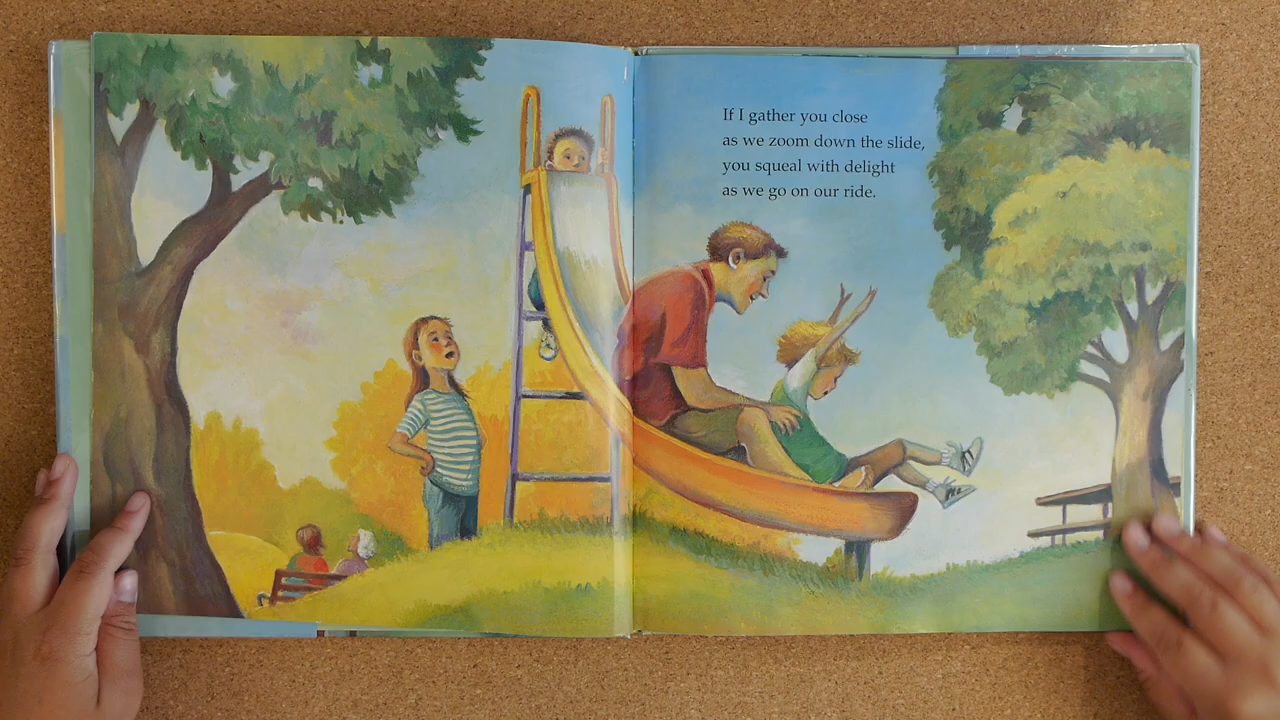 If I gather you close
as we zoom down the slide,
you squeal with delight
as we go on our ride.